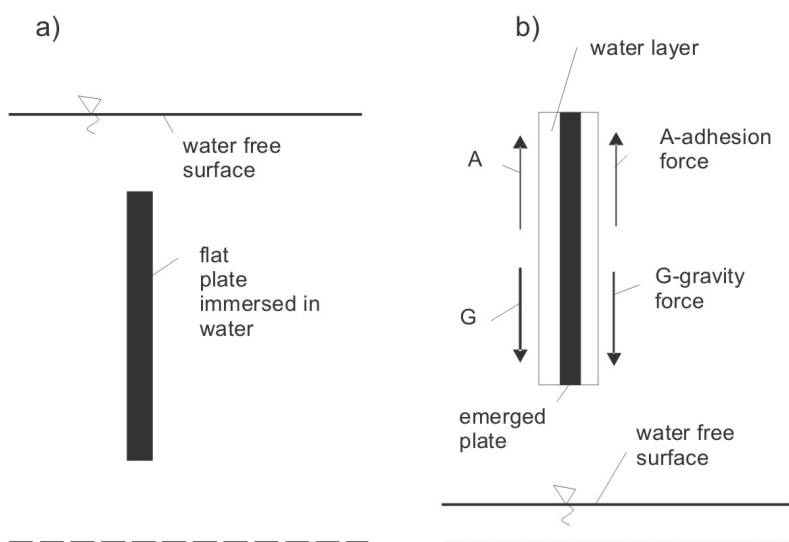 a)
water free
surface
flat
plate
immersed in
water
b)
water layer
A
A-adhesion
force
G
G-gravity
force
emerged
plate
water free
surface